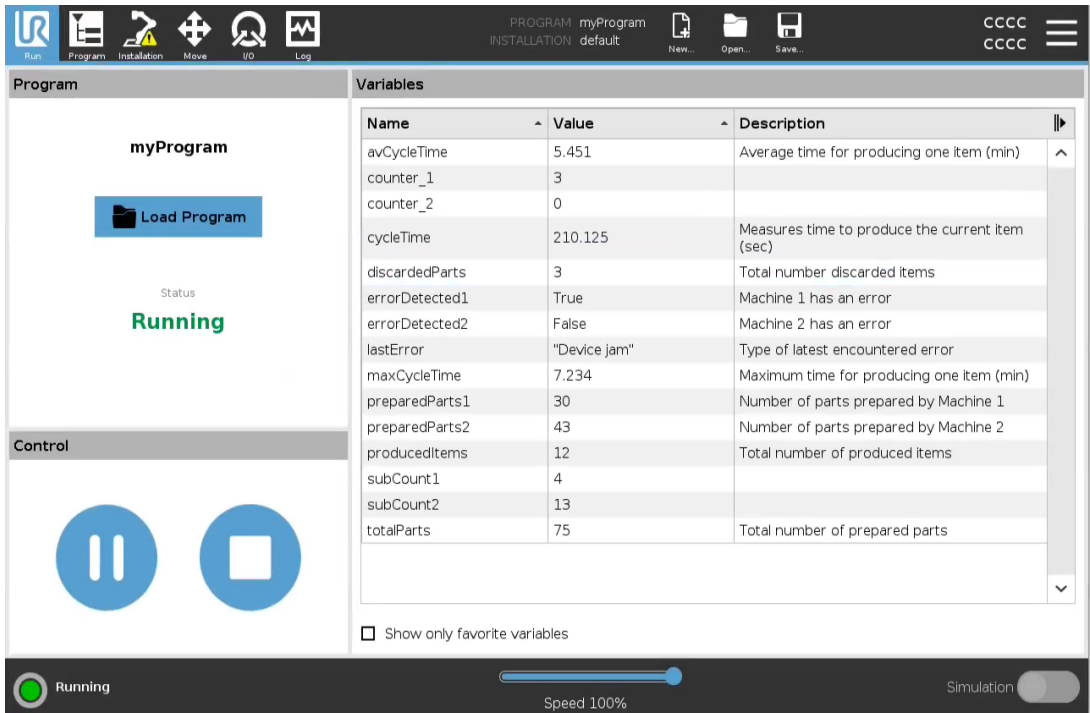 UR
Run
Program
Installation
Move
I/O
Log
PROGRAM myProgram
INSTALLATION default
New...
Open...
Save...
CCCC
CCCC
Program
myProgram
Load Program
Status
Running
Control
Variables
Name Value Description
avCycleTime 5.451 Average time for producing one item (min)
counter_1 3
counter_2 0
cycleTime 210.125 Measures time to produce the current item
(sec)
discardedParts 3 Total number discarded items
errorDetected1 True Machine 1 has an error
errorDetected2 False Machine 2 has an error
lastError "Device jam" Type of latest encountered error
maxCycleTime 7.234 Maximum time for producing one item (min)
preparedParts1 30 Number of parts prepared by Machine 1
preparedParts2 43 Number of parts prepared by Machine 2
producedItems 12 Total number of produced items
subCount1 4
subCount2 13
totalParts 75 Total number of prepared parts
Show only favorite variables
Running
Speed 100%
Simulation